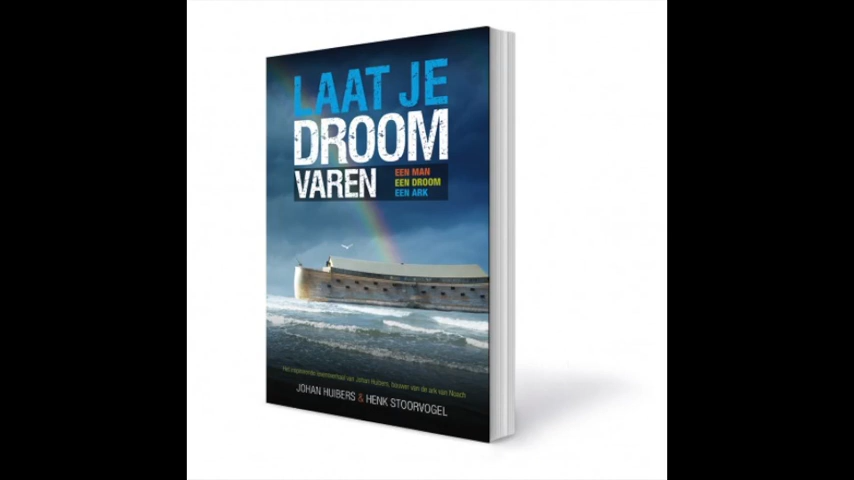 LAAT JE
DROOM
VAREN
EEN MAN
EEN DROOM
EEN ARK
Het inspirerende levensverhaal van Johan Huibers, bouwer van de ark van Noach
JOHAN HUIBERS & HENK STOORVOGEL